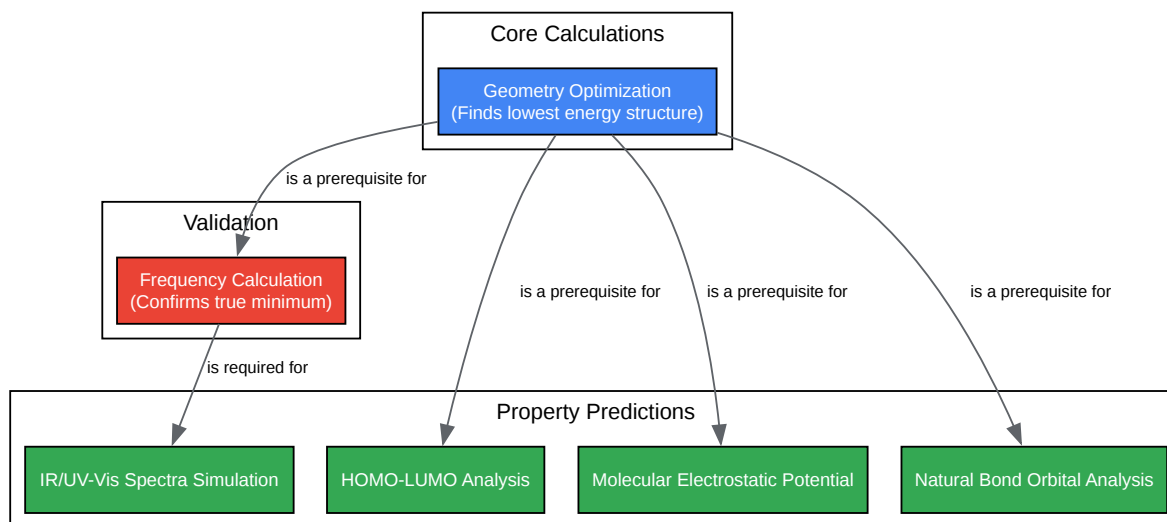 Core Calculations
Geometry Optimization
(Finds lowest energy structure)
is a prerequisite for
Validation
Frequency Calculation
(Confirms true minimum)
is a prerequisite for
is a prerequisite for
is a prerequisite for
is required for
Property Predictions
IR/UV-Vis Spectra Simulation
HOMO-LUMO Analysis
Molecular Electrostatic Potential
Natural Bond Orbital Analysis